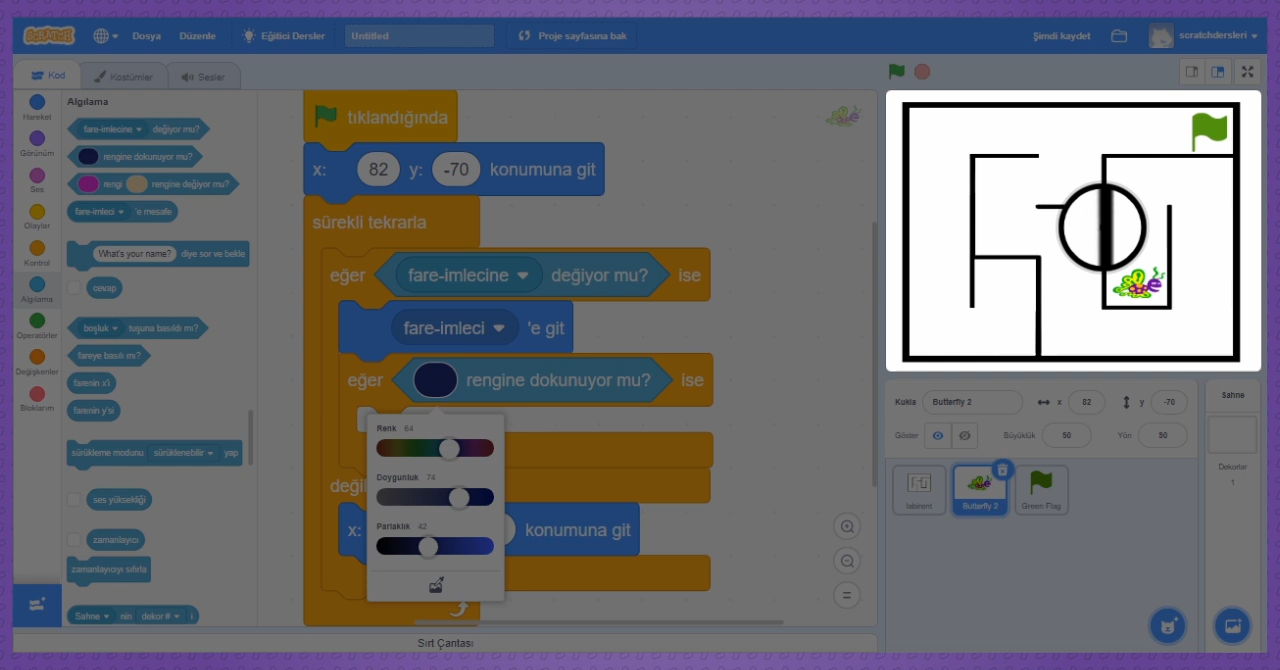 SCRATCH
Dosya
Düzenle
Eğitici Dersler
Untitled
Proje sayfasına bak
Şimdi kaydet
scratchdersleri
Kod
Kostümler
Sesler
Hareket
Görünüm
Ses
Olaylar
Kontrol
Algılama
Operatörler
Değişkenler
Bloklarım
Algılama
fare-imlecine değiyor mu?
rengine dokunuyor mu?
rengi rengine değiyor mu?
fare-imleci 'e mesafe
What's your name? diye sor ve bekle
cevap
boşluk tuşuna basıldı mı?
fareye basılı mı?
farenin x'i
farenin y'si
sürükleme modunu sürüklenebilir yap
ses yüksekliği
zamanlayıcı
zamanlayıcıyı sıfırla
Sahne nin dekor # i
tıklandığında
x: 82 y: -70 konumuna git
sürekli tekrarla
eğer fare-imlecine değiyor mu? ise
fare-imleci 'e git
eğer rengine dokunuyor mu? ise
Renk 64
Doygunluk 74
Parlaklık 42
değil
x: konumuna git
Sırt Çantası
Kukla Butterfly 2 x 82 y -70
Göster Büyüklük 50 Yön 50
labirent
Butterfly 2
Green Flag
Sahne
Dekorlar
1